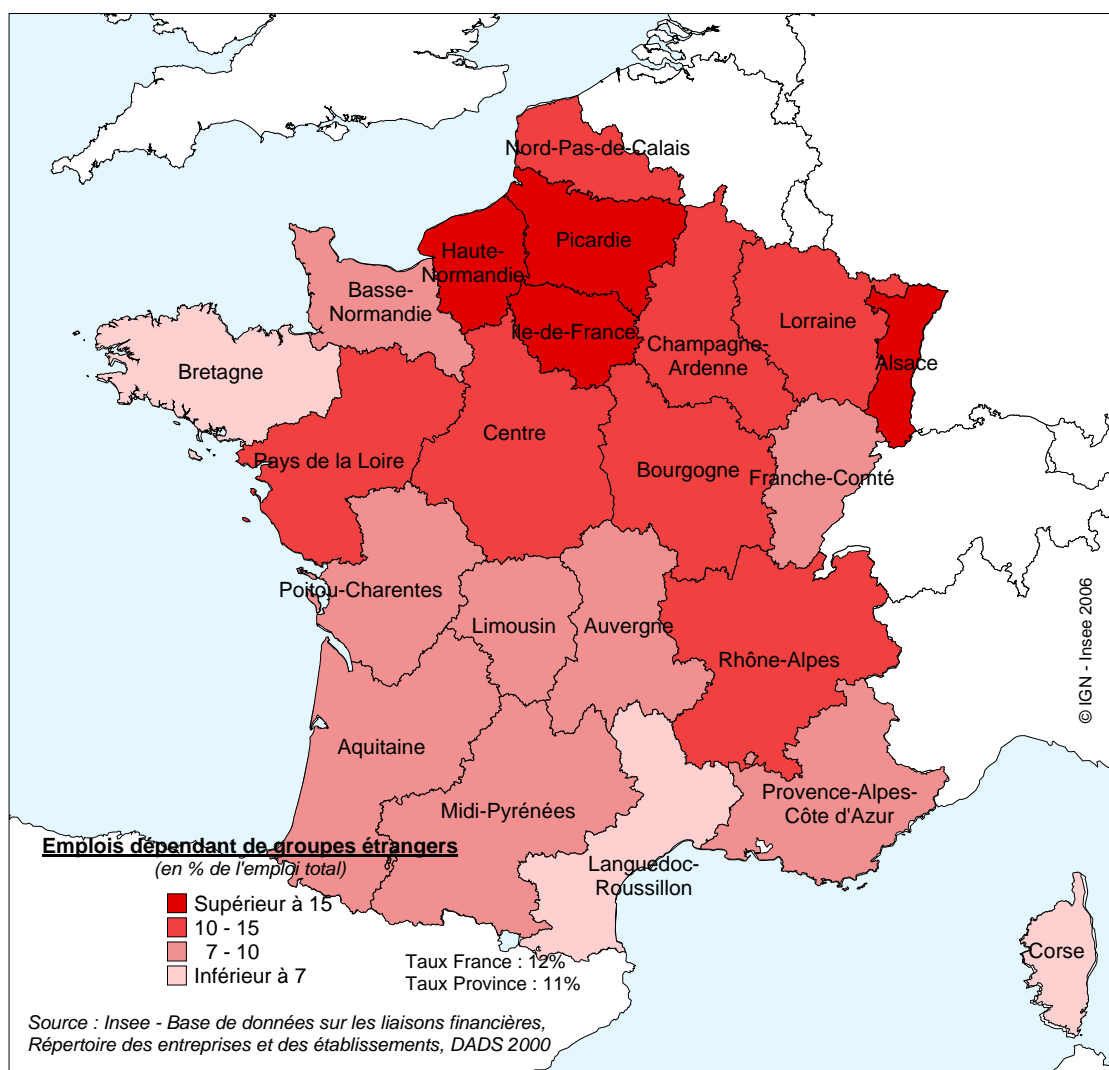 Nord-Pas-de-Calais
Picardie
Haute-
Normandie
Basse-
Normandie
Île-de-France
Lorraine
Champagne-
Ardenne
Alsace
Bretagne
Centre
Pays de la Loire
Bourgogne
Franche-Comté
Poitou-Charentes
Limousin
Auvergne
Rhône-Alpes
Aquitaine
Midi-Pyrénées
Provence-Alpes-
Côte d'Azur
Languedoc-
Roussillon
Corse
© IGN - Insee 2006
Emplois dépendant de groupes étrangers
(en % de l'emploi total)
Supérieur à 15
10 - 15
7 - 10
Inférieur à 7
Taux France : 12%
Taux Province : 11%
Source : Insee - Base de données sur les liaisons financières,
Répertoire des entreprises et des établissements, DADS 2000